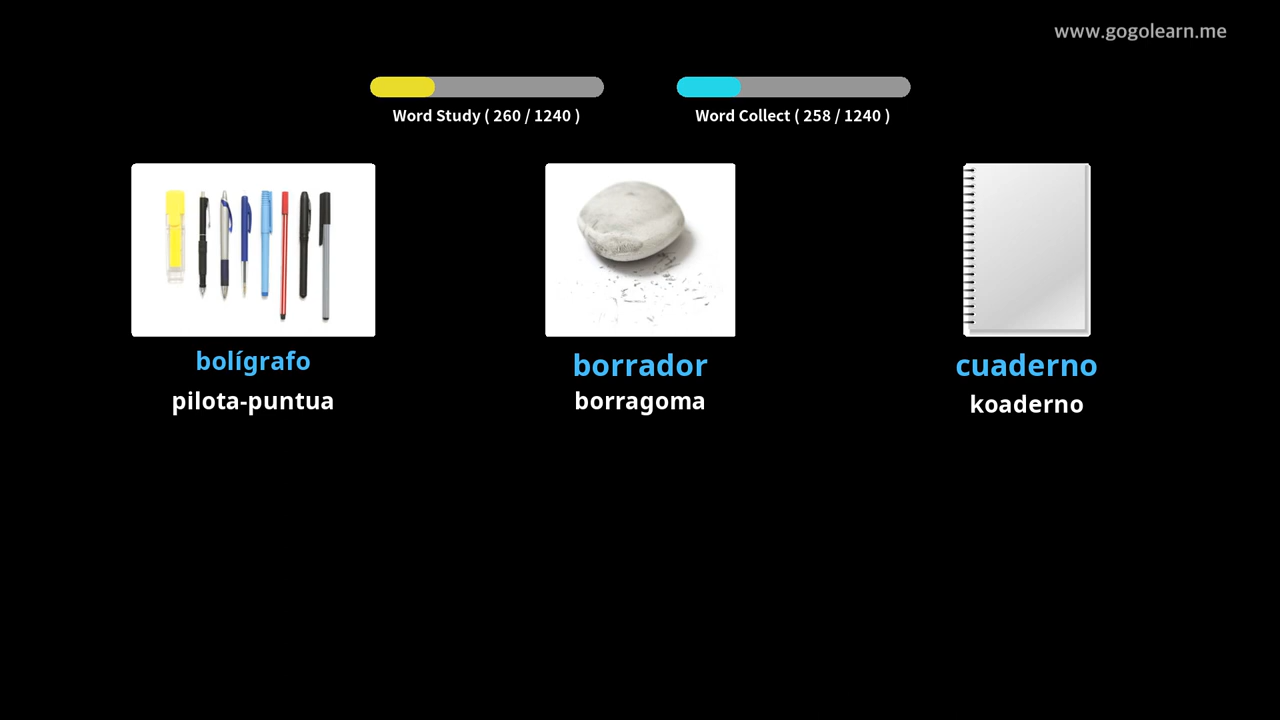 www.gogolearn.me
Word Study ( 260 / 1240 )
Word Collect ( 258 / 1240 )
bolígrafo
pilota-puntua
borrador
borragoma
cuaderno
koaderno